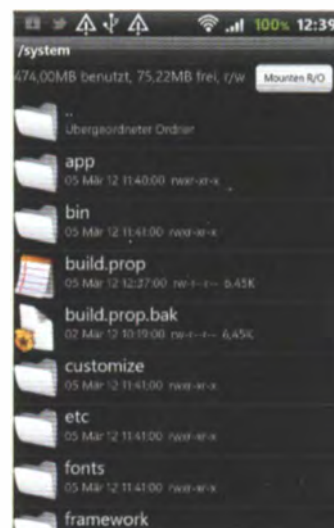 100% 12:39
/system
474,00MB benutzt, 75,22MB frei, r/w Mounten R/O
..
Übergeordneter Ordner
app
05 Mär 12 11:40:00 rwxr-xr-x
bin
05 Mär 12 11:41:00 rwxr-xr-x
build.prop
05 Mär 12 12:37:00 rw-r--r-- 6,45K
build.prop.bak
02 Mär 12 10:19:00 rw-r--r-- 6,45K
customize
05 Mär 12 11:41:00 rwxr-xr-x
etc
05 Mär 12 11:41:00 rwxr-xr-x
fonts
05 Mär 12 11:41:00 rwxr-xr-x
framework